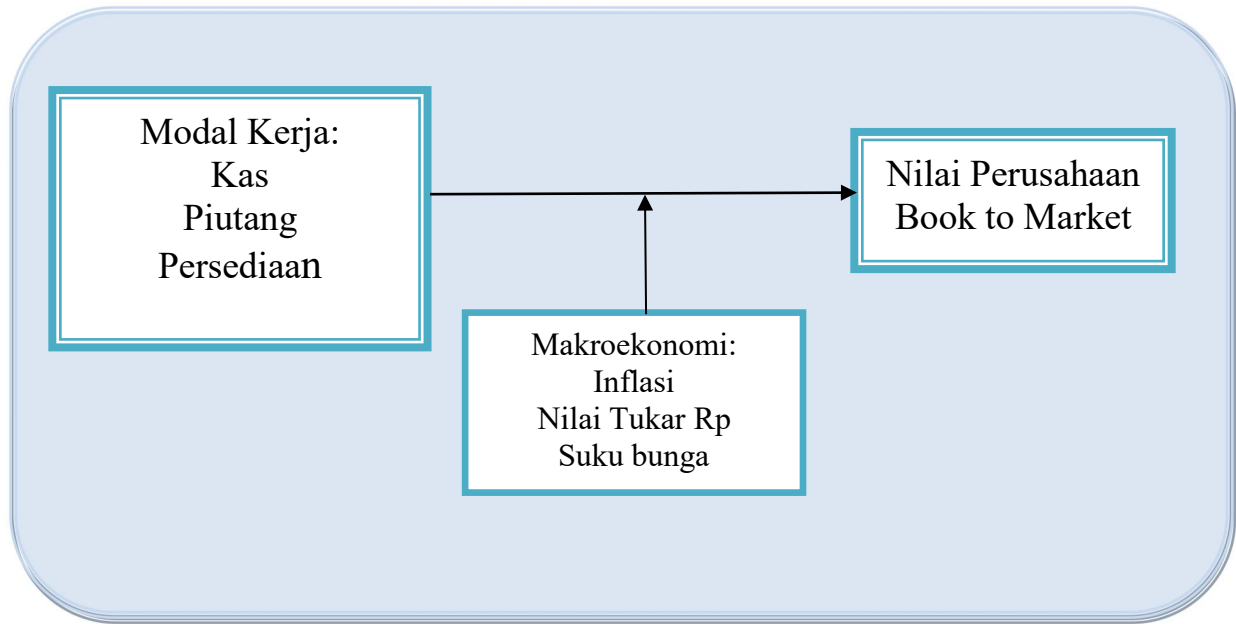 Modal Kerja:
Kas
Piutang
Persediaan
Nilai Perusahaan
Book to Market
Makroekonomi:
Inflasi
Nilai Tukar Rp
Suku bunga